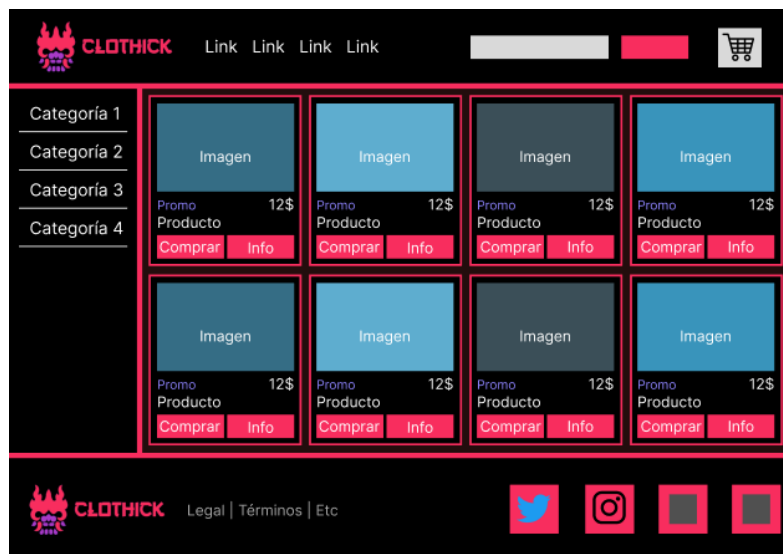 CLOTHICK Link Link Link Link
Categoría 1
Categoría 2
Categoría 3
Categoría 4
Imagen Imagen Imagen Imagen
Promo 12$ Promo 12$ Promo 12$ Promo 12$
Producto Producto Producto Producto
Comprar Info Comprar Info Comprar Info Comprar Info
Imagen Imagen Imagen Imagen
Promo 12$ Promo 12$ Promo 12$ Promo 12$
Producto Producto Producto Producto
Comprar Info Comprar Info Comprar Info Comprar Info
CLOTHICK Legal | Términos | Etc